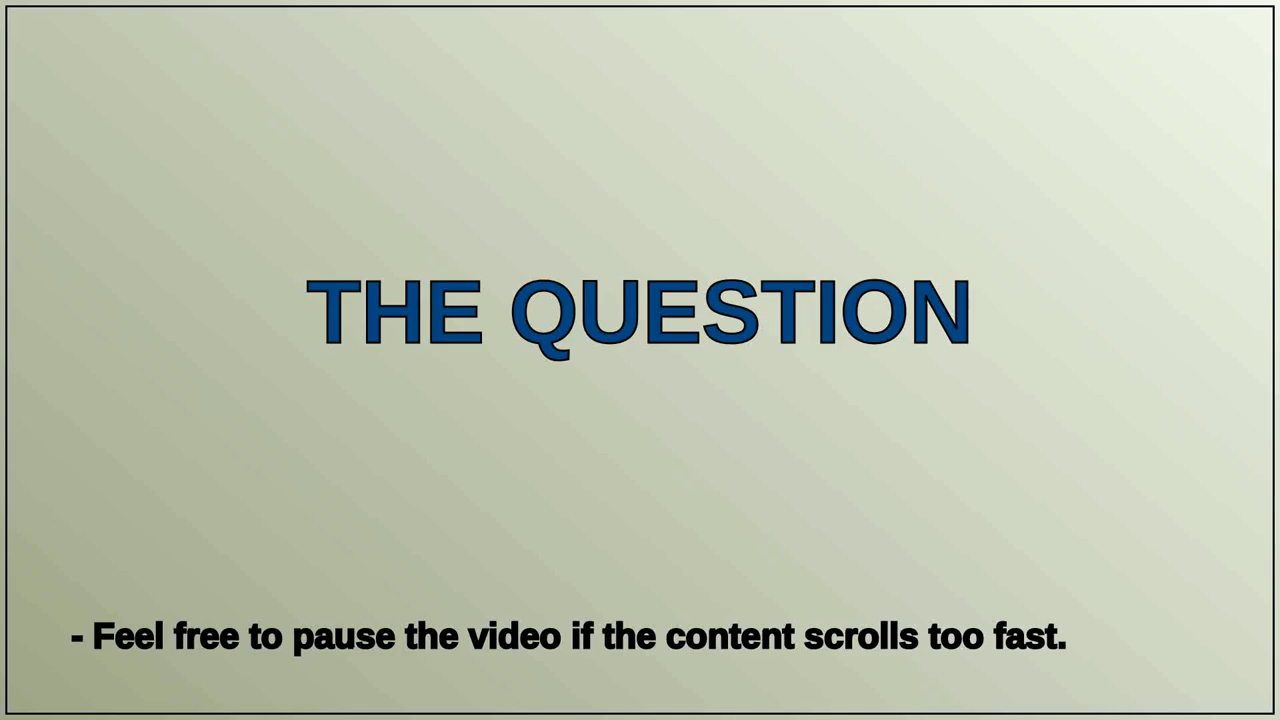 THE QUESTION
- Feel free to pause the video if the content scrolls too fast.